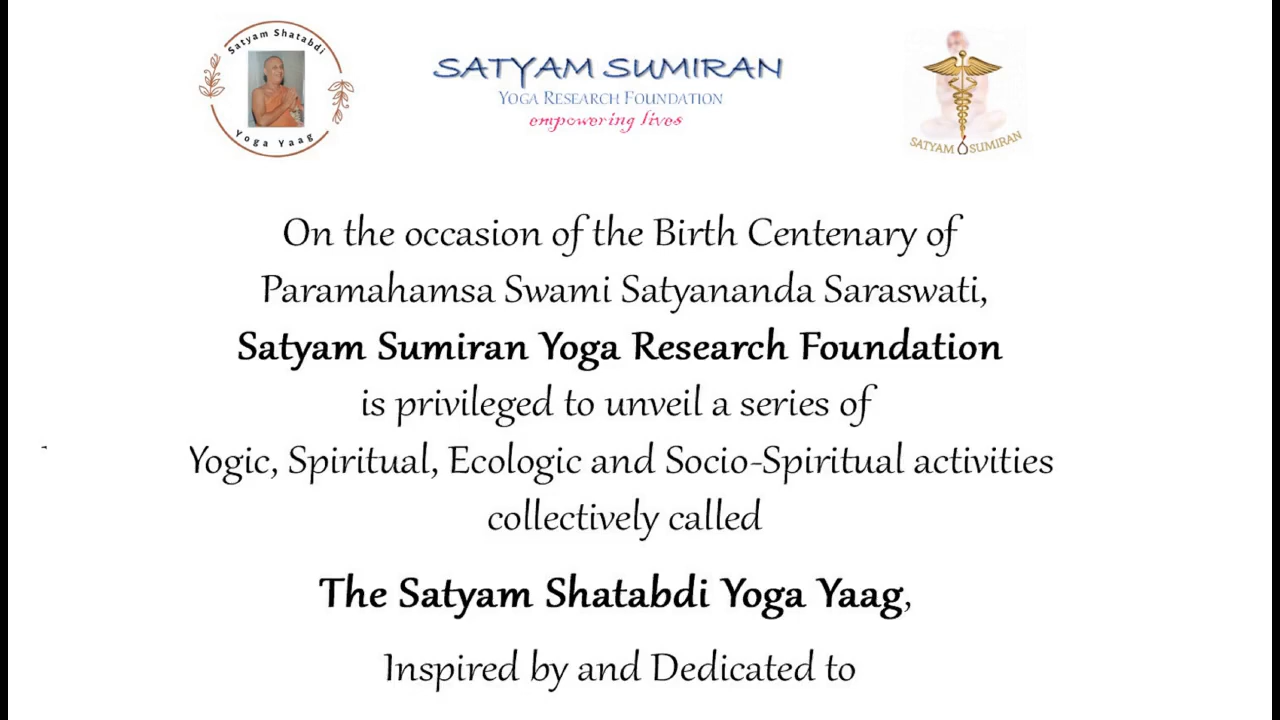 Satyam Shatabdi
Yoga Yaag
SATYAM SUMIRAN
YOGA RESEARCH FOUNDATION
empowering lives
SATYAM SUMIRAN
On the occasion of the Birth Centenary of
Paramahamsa Swami Satyananda Saraswati,
Satyam Sumiran Yoga Research Foundation
is privileged to unveil a series of
Yogic, Spiritual, Ecologic and Socio-Spiritual activities
collectively called
The Satyam Shatabdi Yoga Yaag,
Inspired by and Dedicated to